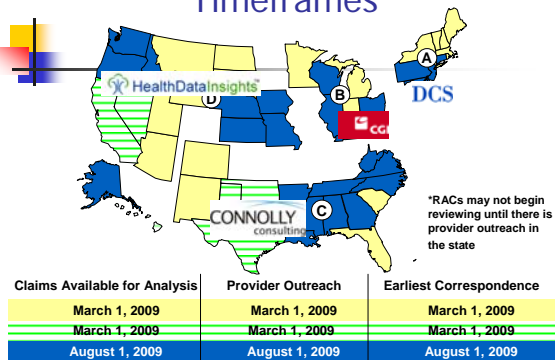 Timeframes
A
HealthDataInsights
D
B
DCS
CGI
CONNOLLY
consulting
C
*RACs may not begin
reviewing until there is
provider outreach in
the state
Claims Available for Analysis Provider Outreach Earliest Correspondence
March 1, 2009 March 1, 2009 March 1, 2009
March 1, 2009 March 1, 2009 March 1, 2009
August 1, 2009 August 1, 2009 August 1, 2009